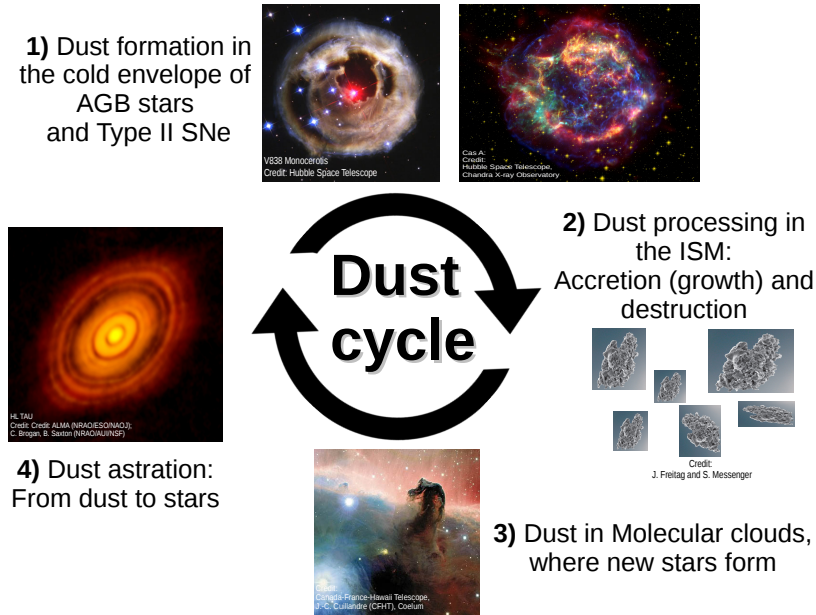 1) Dust formation in
the cold envelope of
AGB stars
and Type II SNe
V838 Monocerotis
Credit: Hubble Space Telescope
Cas A:
Credit:
Hubble Space Telescope,
Chandra X-ray Observatory
2) Dust processing in
the ISM:
Accretion (growth) and
destruction
Dust
cycle
HL TAU
Credit: Credit: ALMA (NRAO/ESO/NAOJ);
C. Brogan, B. Saxton (NRAO/AUI/NSF)
Credit:
J. Freitag and S. Messenger
4) Dust astration:
From dust to stars
3) Dust in Molecular clouds,
where new stars form
Credit:
Canada-France-Hawaii Telescope,
J.-C. Cuillandre (CFHT), Coelum